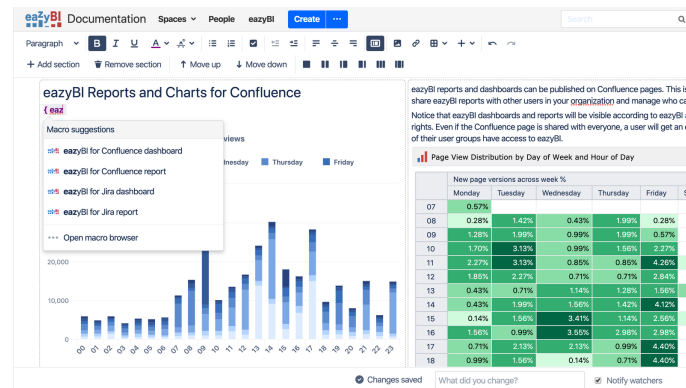 eazyBI Documentation Spaces People eazyBI Create ··· Search
Paragraph B I U A
+ Add section Remove section ↑ Move up ↓ Move down
eazyBI Reports and Charts for Confluence
{ eaz
Macro suggestions
eazyBI for Confluence dashboard
eazyBI for Confluence report
eazyBI for Jira dashboard
eazyBI for Jira report
••• Open macro browser
views
nesday Thursday Friday
20,000
10,000
0
00 01 02 03 04 05 06 07 08 09 10 11 12 13 14 15 16 17 18 19 20 21 22 23
eazyBI reports and dashboards can be published on Confluence pages. This is
share eazyBI reports with other users in your organization and manage who ca
Notice that eazyBI dashboards and reports will be visible according to eazyBI
rights. Even if the Confluence page is shared with everyone, a user will get an
of their user groups have access to eazyBI.
Page View Distribution by Day of Week and Hour of Day
New page versions across week %
Monday Tuesday Wednesday Thursday Friday S
07 0.57%
08 0.28% 1.42% 0.43% 1.99% 0.28%
09 1.28% 1.99% 0.99% 1.99% 0.57%
10 1.70% 3.13% 0.99% 1.56% 2.27%
11 2.27% 3.13% 0.85% 0.85% 4.26%
12 1.85% 2.27% 0.71% 0.71% 2.84%
13 0.43% 0.71% 1.14% 1.28% 1.56%
14 0.43% 1.99% 1.56% 1.42% 4.12%
15 0.14% 1.56% 3.41% 1.14% 2.56%
16 1.56% 0.99% 3.55% 2.98% 2.98%
17 0.71% 2.13% 2.13% 0.99% 4.40%
18 0.99% 1.56% 0.14% 0.71% 4.40%
Changes saved What did you change? Notify watchers